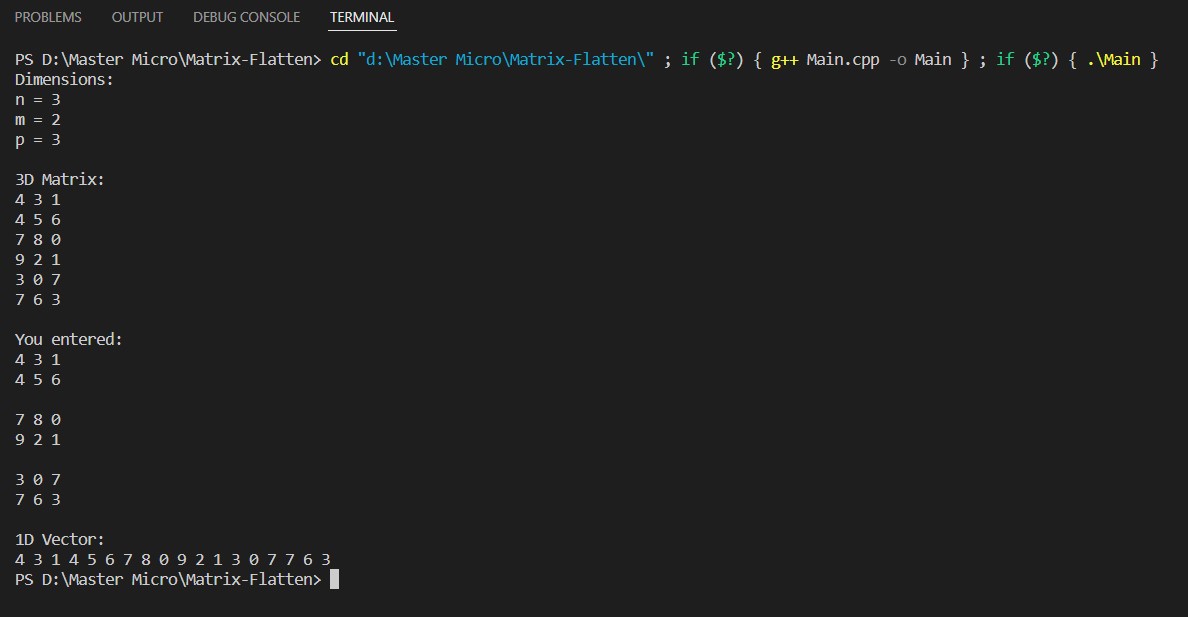 PROBLEMS OUTPUT DEBUG CONSOLE TERMINAL
PS D:\Master Micro\Matrix-Flatten> cd "d:\Master Micro\Matrix-Flatten\" ; if ($?) { g++ Main.cpp -o Main } ; if ($?) { .\Main }
Dimensions:
n = 3
m = 2
p = 3
3D Matrix:
4 3 1
4 5 6
7 8 0
9 2 1
3 0 7
7 6 3
You entered:
4 3 1
4 5 6
7 8 0
9 2 1
3 0 7
7 6 3
1D Vector:
4 3 1 4 5 6 7 8 0 9 2 1 3 0 7 7 6 3
PS D:\Master Micro\Matrix-Flatten>